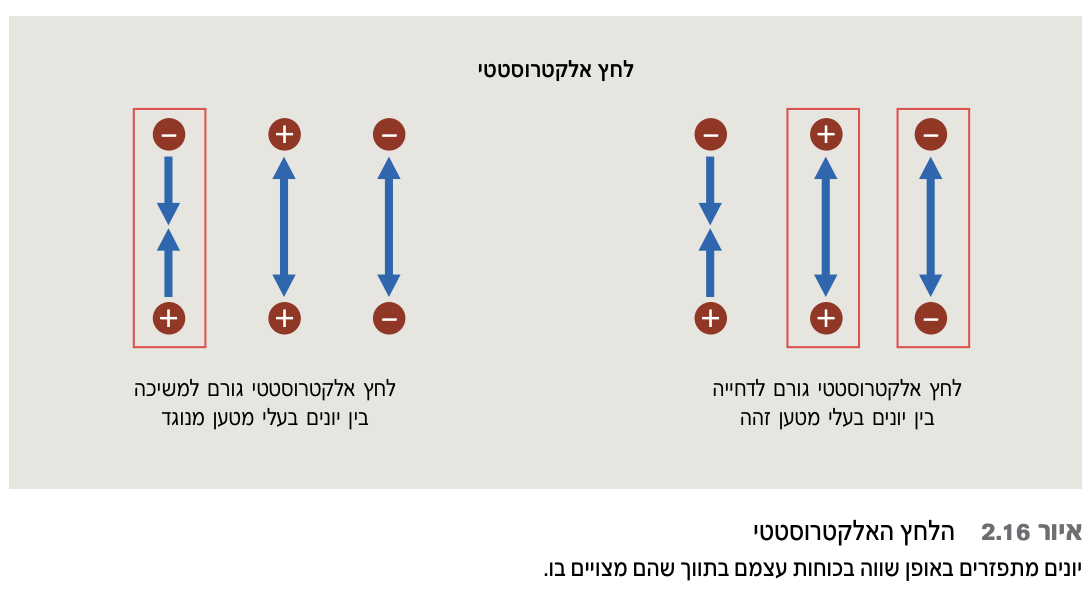 לחץ אלקטרוסטטי
− + − − + −
+ + − + + −
לחץ אלקטרוסטטי גורם לדחייה
בין יונים בעלי מטען זהה
לחץ אלקטרוסטטי גורם למשיכה
בין יונים בעלי מטען מנוגד
איור 2.16 הלחץ האלקטרוסטטי
יונים מתפזרים באופן שווה בכוחות עצמם בתווך שהם מצויים בו.